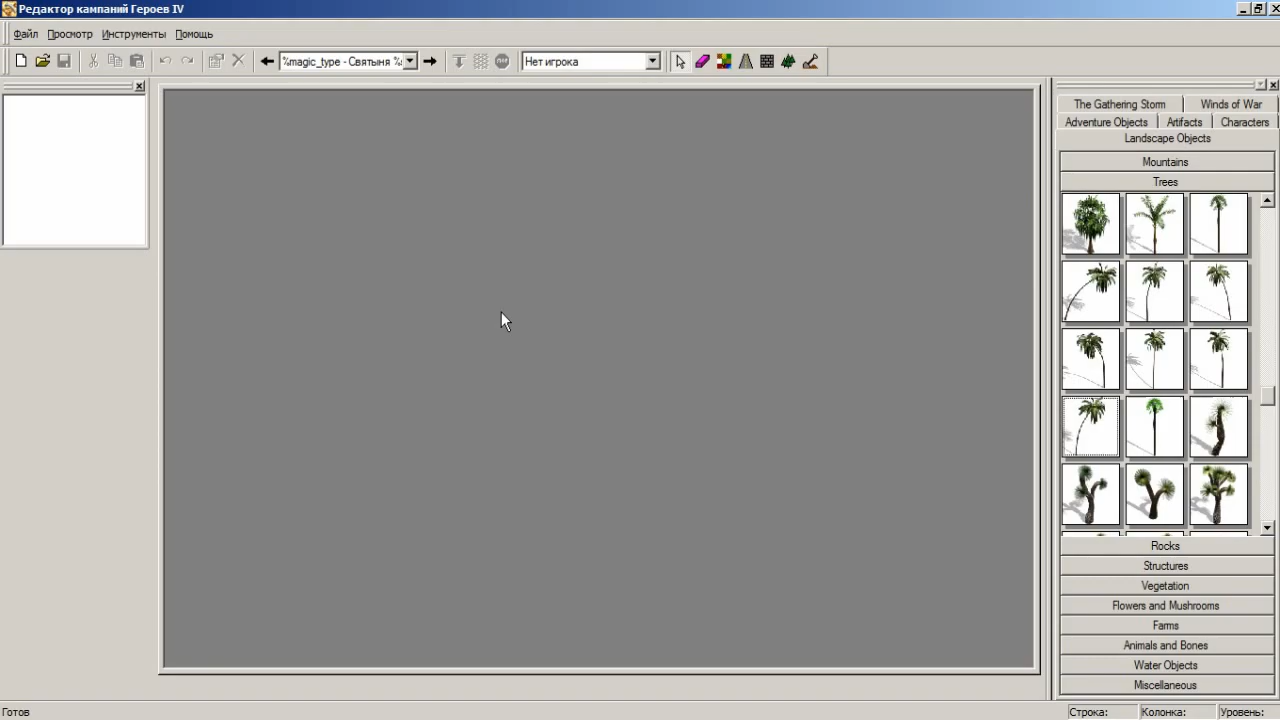 Редактор кампаний Героев IV
Файл Просмотр Инструменты Помощь
%magic_type - Святыня %
Нет игрока
The Gathering Storm Winds of War
Adventure Objects Artifacts Characters
Landscape Objects
Mountains
Trees
Rocks
Structures
Vegetation
Flowers and Mushrooms
Farms
Animals and Bones
Water Objects
Miscellaneous
Готов Строка: Колонка: Уровень: